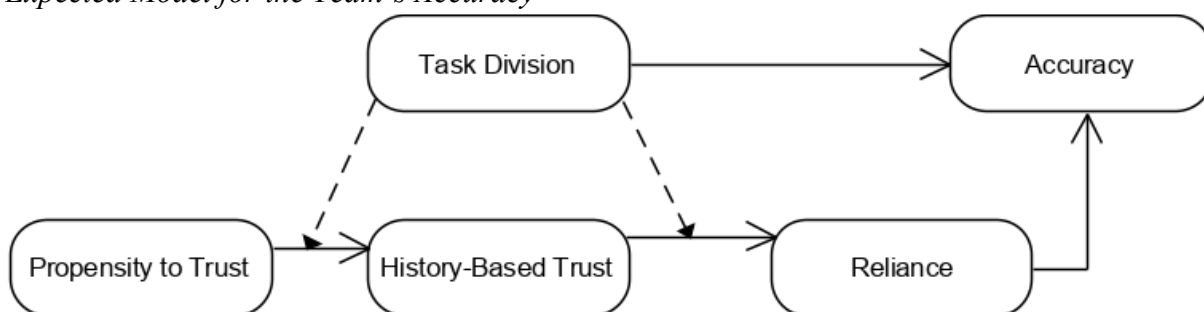 Expected Model for the Team's Accuracy
Task Division
Accuracy
Propensity to Trust
History-Based Trust
Reliance